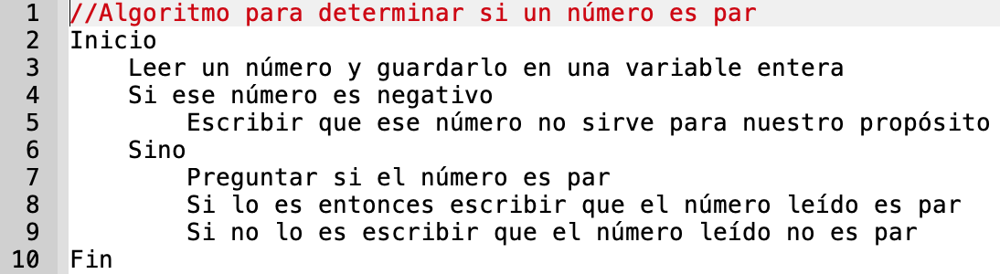 1 //Algoritmo para determinar si un número es par
2 Inicio
3 Leer un número y guardarlo en una variable entera
4 Si ese número es negativo
5 Escribir que ese número no sirve para nuestro propósito
6 Sino
7 Preguntar si el número es par
8 Si lo es entonces escribir que el número leído es par
9 Si no lo es escribir que el número leído no es par
10 Fin